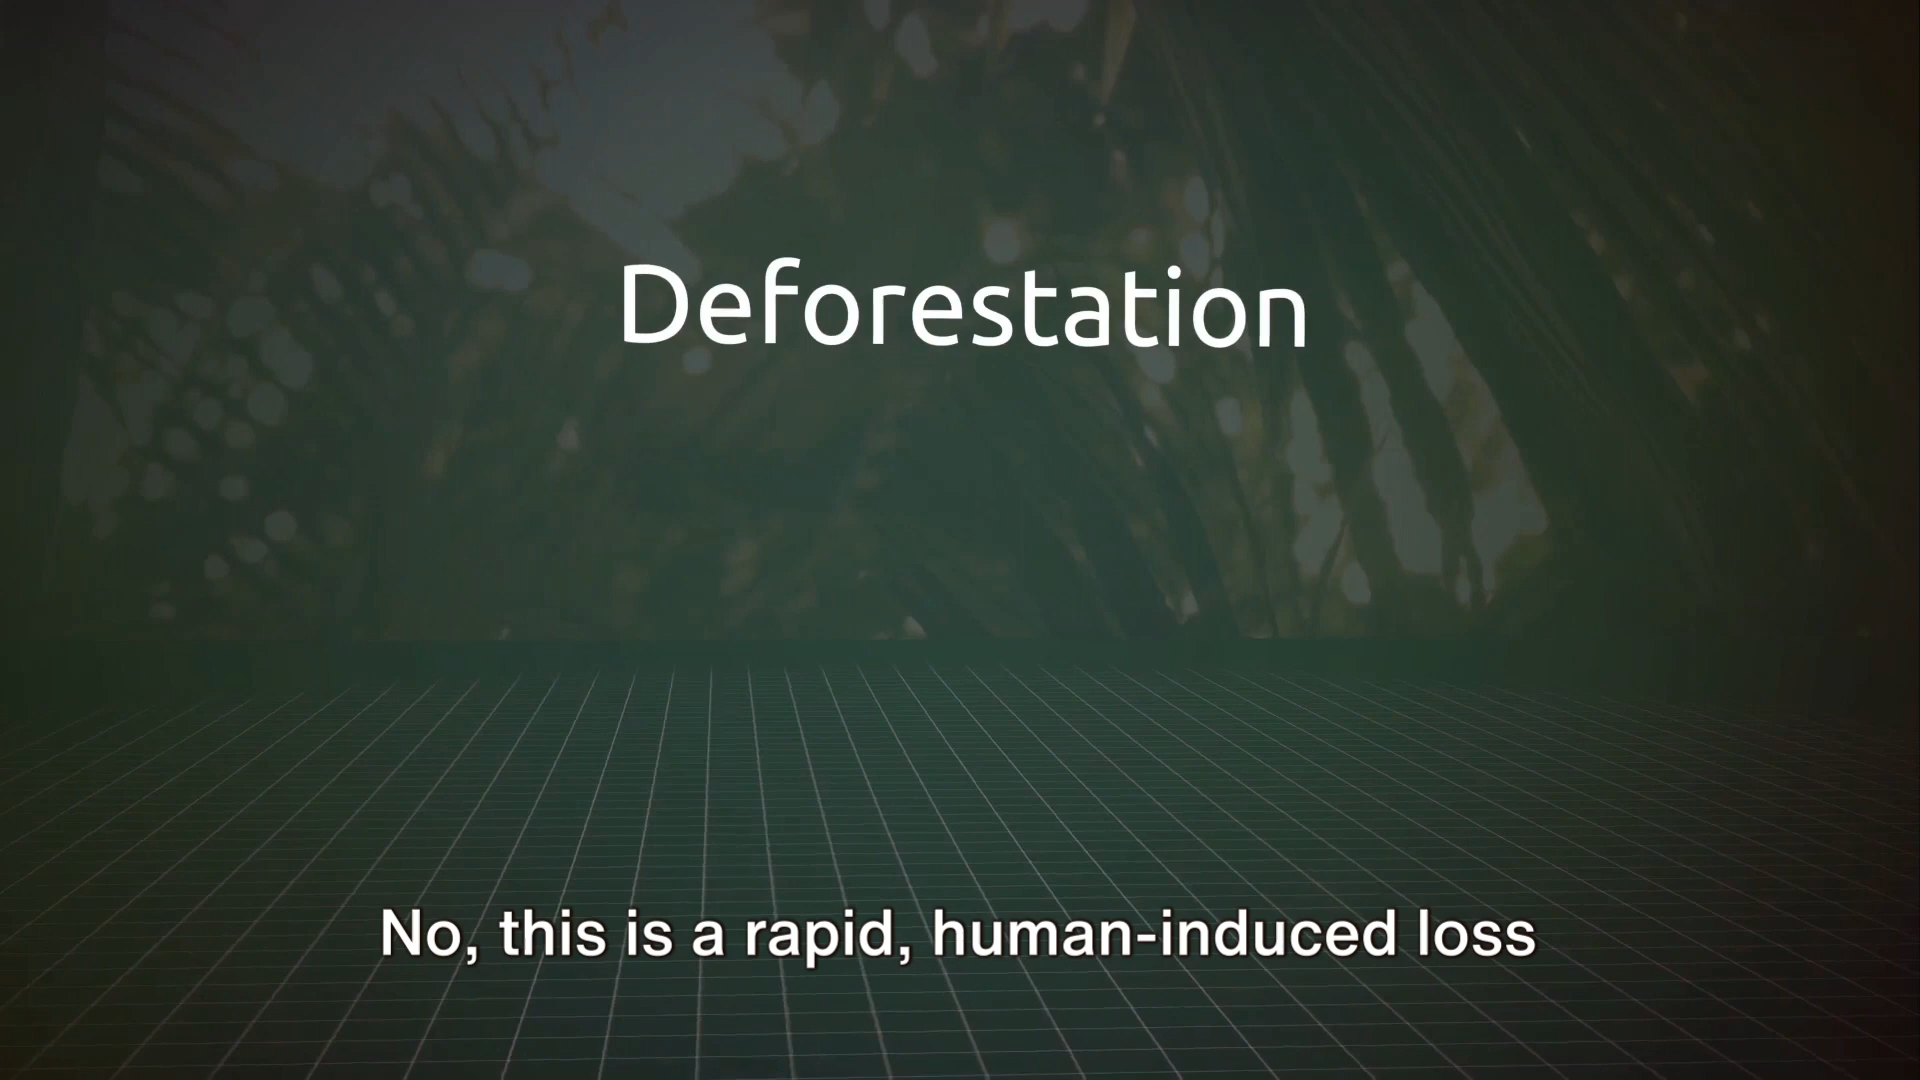 Deforestation
No, this is a rapid, human-induced loss